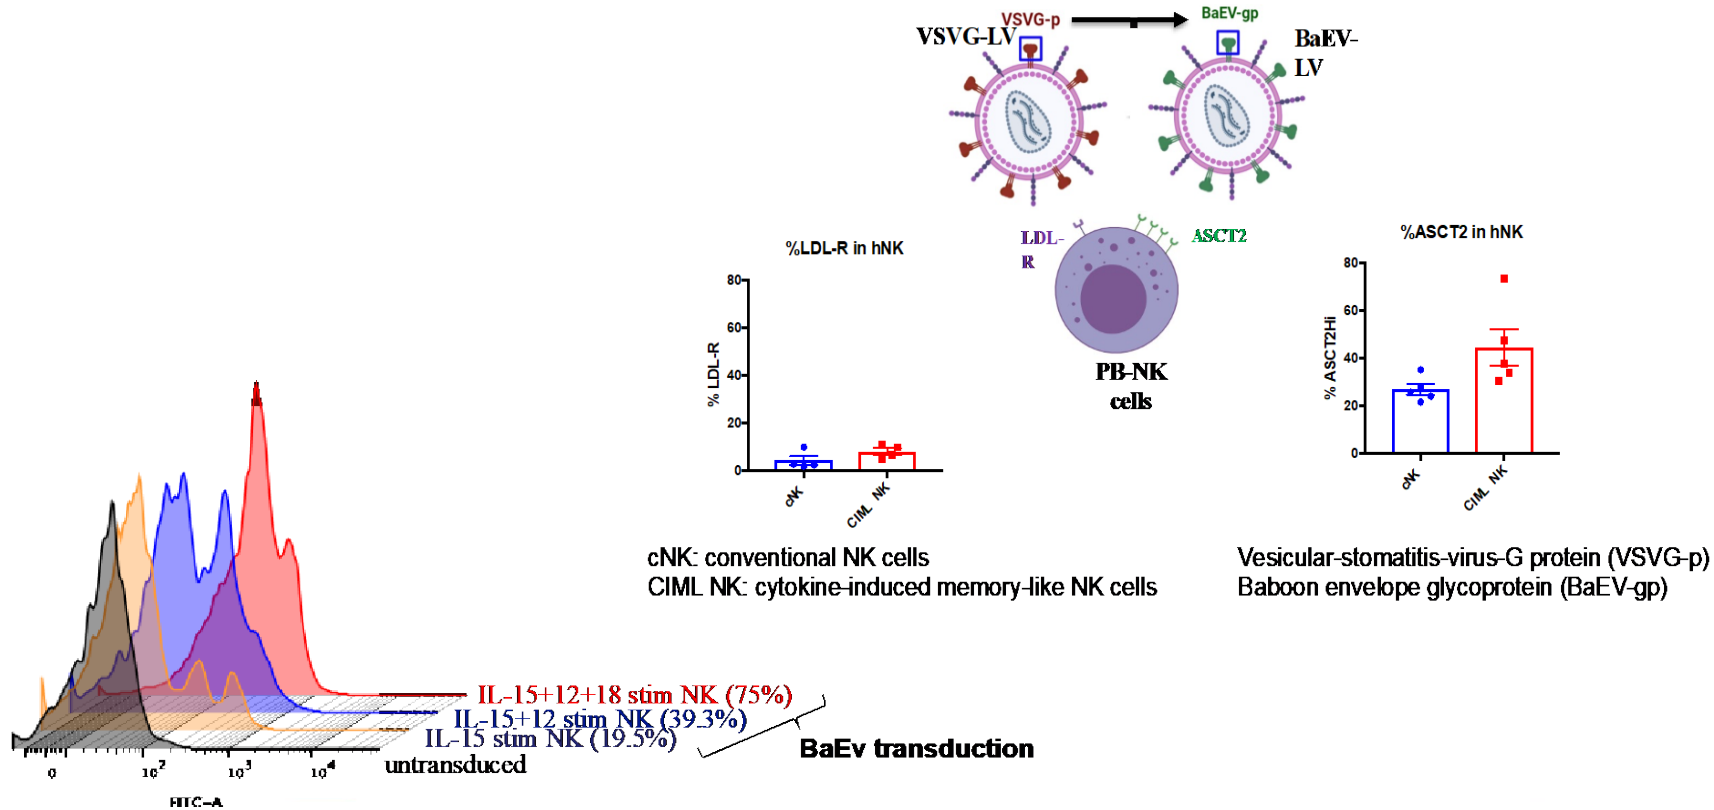 VSVG-p
BaEV-gp
VSVG-LV
BaEV-
LV
LDL-
R
ASCT2
PB-NK
cells
%LDL-R in hNK
% LDL-R
80
60
40
20
0
cNK
CIML NK
%ASCT2 in hNK
% ASCT2Hi
80
60
40
20
0
cNK
CIML NK
cNK: conventional NK cells
CIML NK: cytokine-induced memory-like NK cells
Vesicular-stomatitis-virus-G protein (VSVG-p)
Baboon envelope glycoprotein (BaEV-gp)
IL-15+12+18 stim NK (75%)
IL-15+12 stim NK (39.3%)
IL-15 stim NK (19.5%)
untransduced
BaEv transduction
0
10²
10³
10⁴
FITC-A